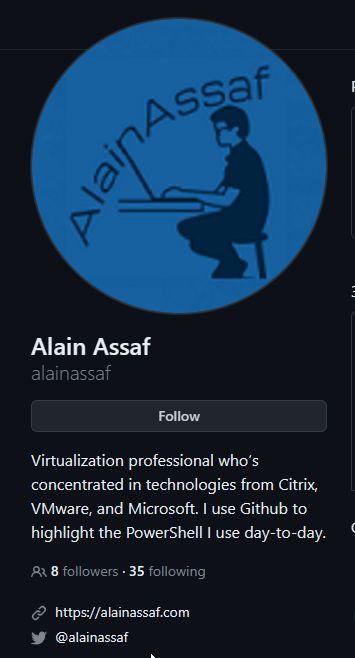 AlainAssaf
Alain Assaf
alainassaf
Follow
Virtualization professional who's
concentrated in technologies from Citrix,
VMware, and Microsoft. I use Github to
highlight the PowerShell I use day-to-day.
8 followers · 35 following
https://alainassaf.com
@alainassaf